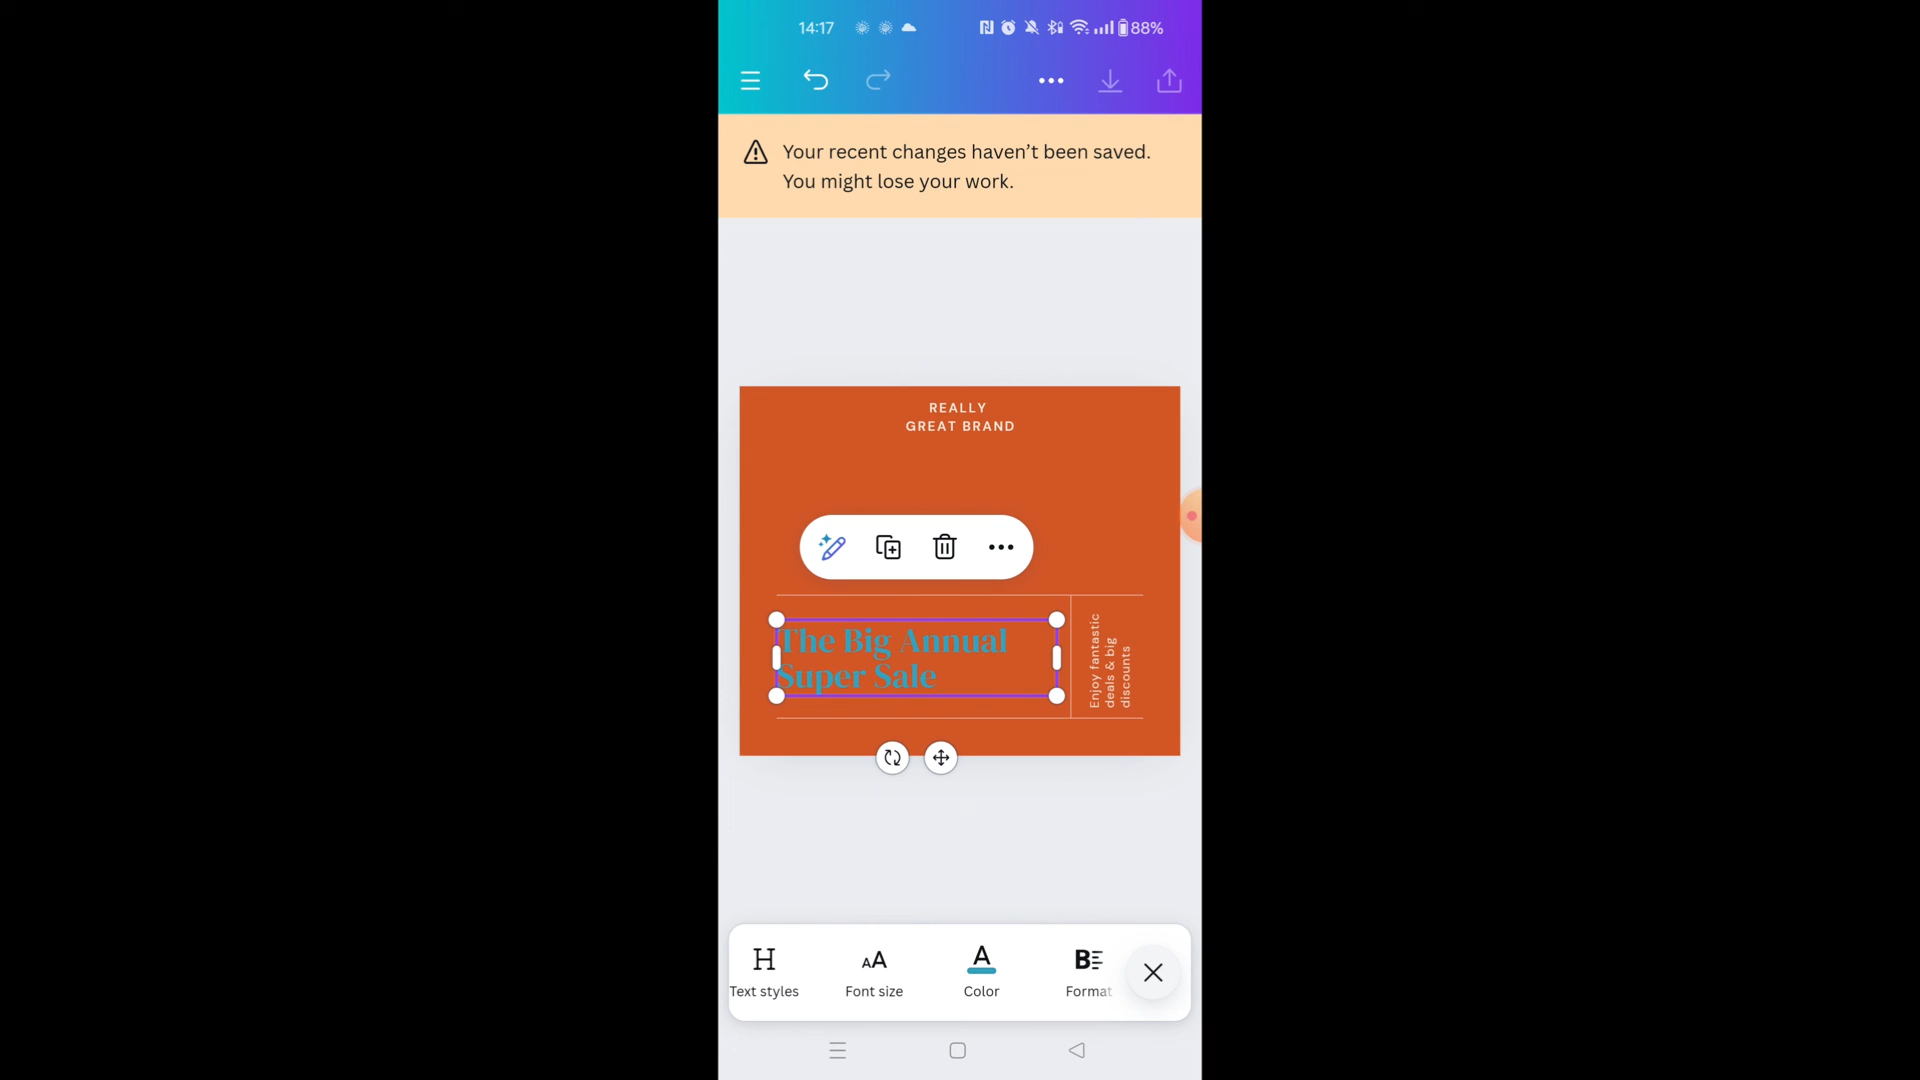 14:17
88%
Your recent changes haven’t been saved.
You might lose your work.
REALLY
GREAT BRAND
The Big Annual
Super Sale
Enjoy fantastic
deals & big
discounts
H
Text styles
AA
Font size
A
Color
B
Format